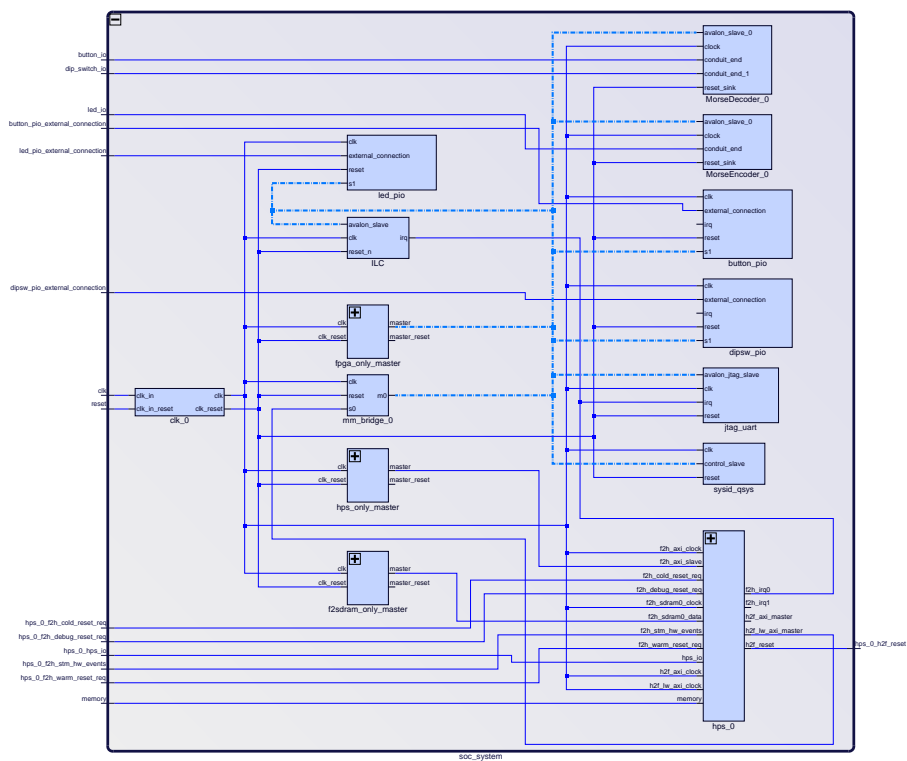 button_io
dip_switch_io
led_io
button_pio_external_connection
led_pio_external_connection
dipsw_pio_external_connection
clk
reset
hps_0_f2h_cold_reset_req
hps_0_f2h_debug_reset_req
hps_0_hps_io
hps_0_f2h_stm_hw_events
hps_0_f2h_warm_reset_req
memory
clk_in clk
clk_in_reset clk_reset
clk_0
clk
external_connection
reset
s1
led_pio
avalon_slave
clk irq
reset_n
ILC
clk master
clk_reset master_reset
fpga_only_master
clk
reset m0
s0
mm_bridge_0
clk master
clk_reset master_reset
hps_only_master
clk master
clk_reset master_reset
f2sdram_only_master
avalon_slave_0
clock
conduit_end
conduit_end_1
reset_sink
MorseDecoder_0
avalon_slave_0
clock
conduit_end
reset_sink
MorseEncoder_0
clk
external_connection
irq
reset
s1
button_pio
clk
external_connection
irq
reset
s1
dipsw_pio
avalon_jtag_slave
clk
irq
reset
jtag_uart
clk
control_slave
reset
sysid_qsys
f2h_axi_clock
f2h_axi_slave
f2h_cold_reset_req
f2h_debug_reset_req f2h_irq0
f2h_sdram0_clock f2h_irq1
f2h_sdram0_data h2f_axi_master
f2h_stm_hw_events h2f_lw_axi_master
f2h_warm_reset_req h2f_reset
hps_io
h2f_axi_clock
h2f_lw_axi_clock
memory
hps_0
hps_0_h2f_reset
soc_system